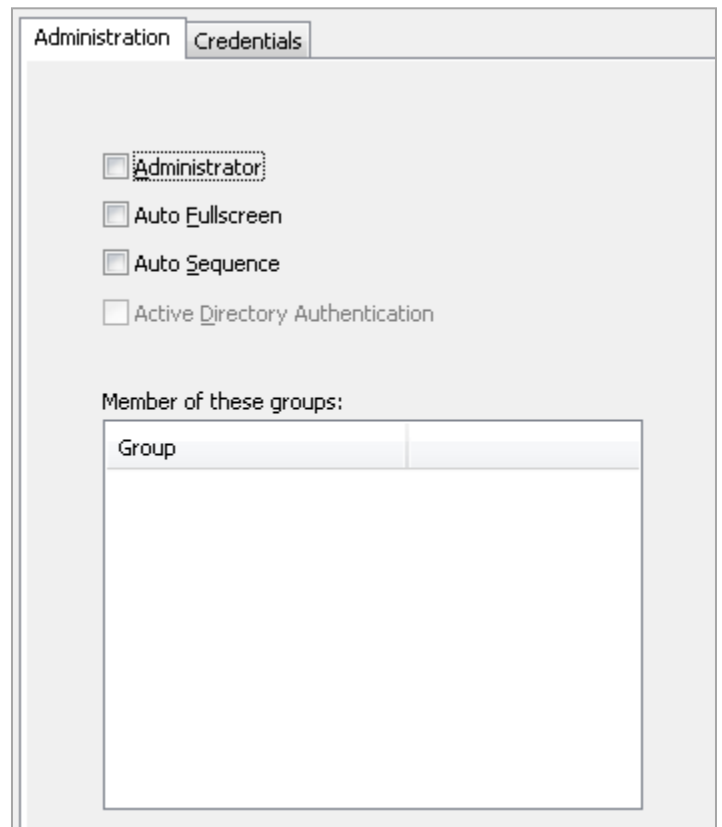 Administration Credentials
Administrator
Auto Fullscreen
Auto Sequence
Active Directory Authentication
Member of these groups:
Group